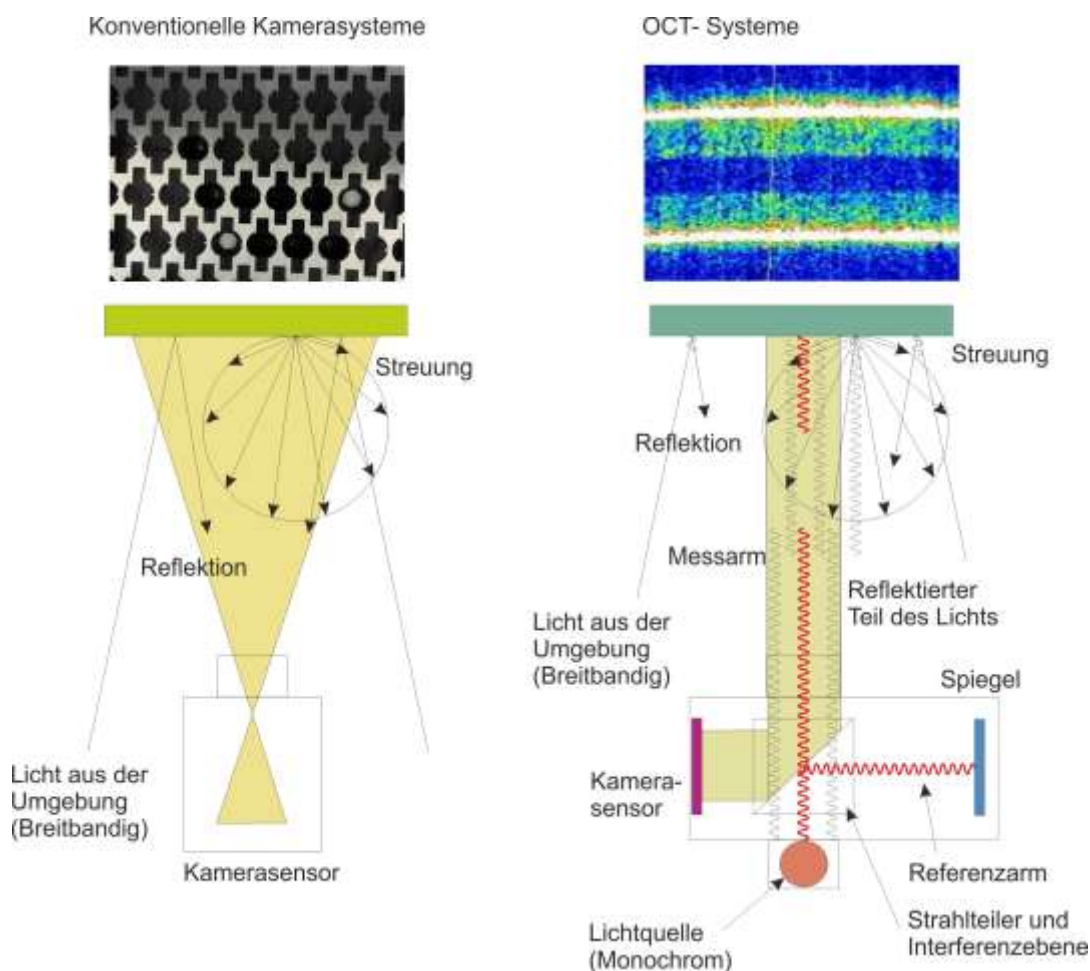 Konventionelle Kamerasysteme
Streuung
Reflektion
Licht aus der
Umgebung
(Breitbandig)
Kamerasensor
OCT- Systeme
Streuung
Reflektion
Messarm
Reflektierter
Teil des Lichts
Licht aus der
Umgebung
(Breitbandig)
Spiegel
Kamera-
sensor
Referenzarm
Strahlteiler und
Interferenzebene
Lichtquelle
(Monochrom)